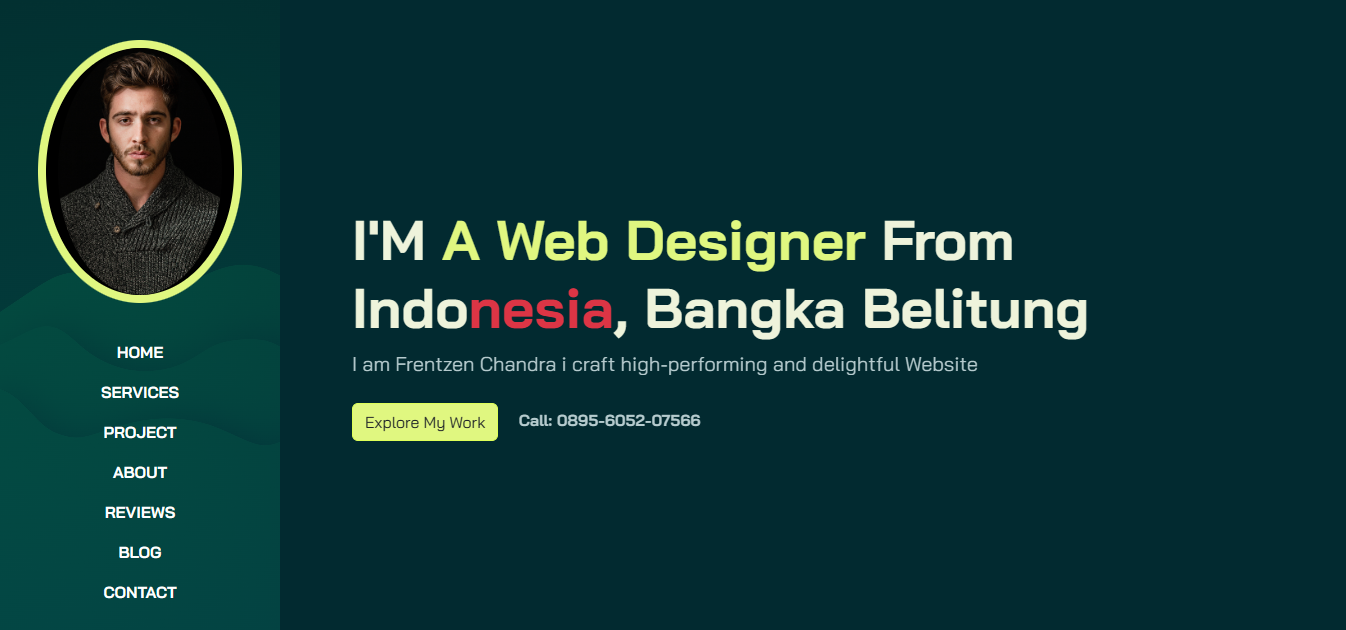 HOME
SERVICES
PROJECT
ABOUT
REVIEWS
BLOG
CONTACT
I'M A Web Designer From
Indonesia, Bangka Belitung
I am Frentzen Chandra i craft high-performing and delightful Website
Explore My Work
Call: 0895-6052-07566